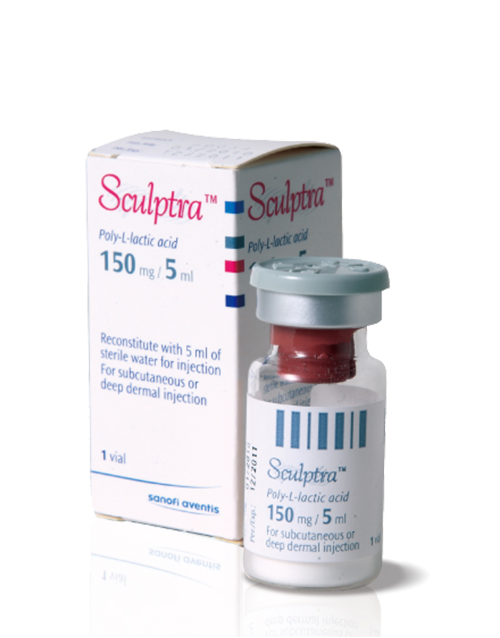 Sculptra™
Poly-L-lactic acid
150 mg / 5 ml
Reconstitute with 5 ml of
sterile water for injection
For subcutaneous or
deep dermal injection
1 vial
sanofi aventis
Sculptra™
Poly-L-lactic acid
Sculptra™
Poly-L-lactic acid
150 mg / 5 ml
For subcutaneous or
deep dermal injection
1
12/2011